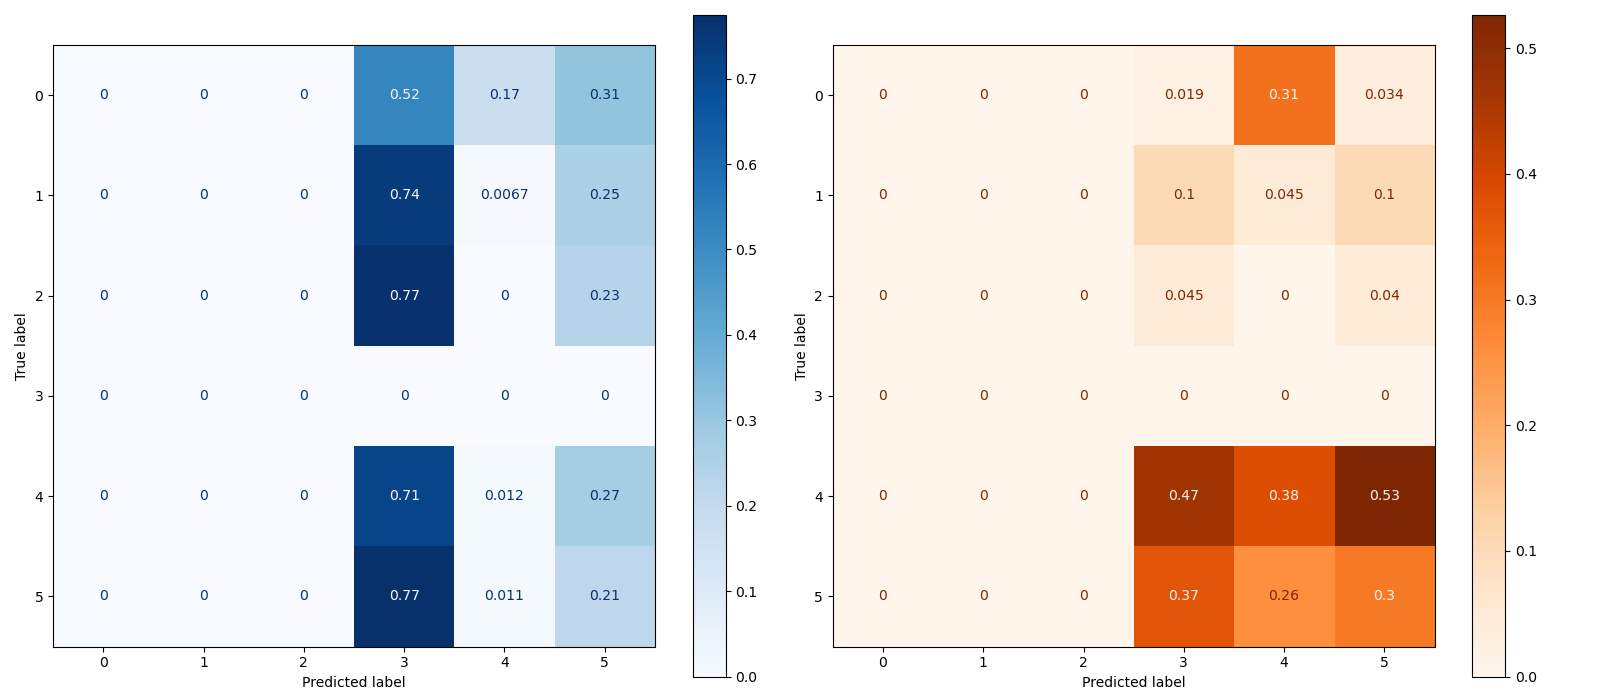 0 0 0 0 0.52 0.17 0.31
1 0 0 0 0.74 0.0067 0.25
2 0 0 0 0.77 0 0.23
3 0 0 0 0 0 0
4 0 0 0 0.71 0.012 0.27
5 0 0 0 0.77 0.011 0.21
0 1 2 3 4 5
True label
Predicted label
0.7
0.6
0.5
0.4
0.3
0.2
0.1
0.0
0 0 0 0 0.019 0.31 0.034
1 0 0 0 0.1 0.045 0.1
2 0 0 0 0.045 0 0.04
3 0 0 0 0 0 0
4 0 0 0 0.47 0.38 0.53
5 0 0 0 0.37 0.26 0.3
0 1 2 3 4 5
True label
Predicted label
0.5
0.4
0.3
0.2
0.1
0.0